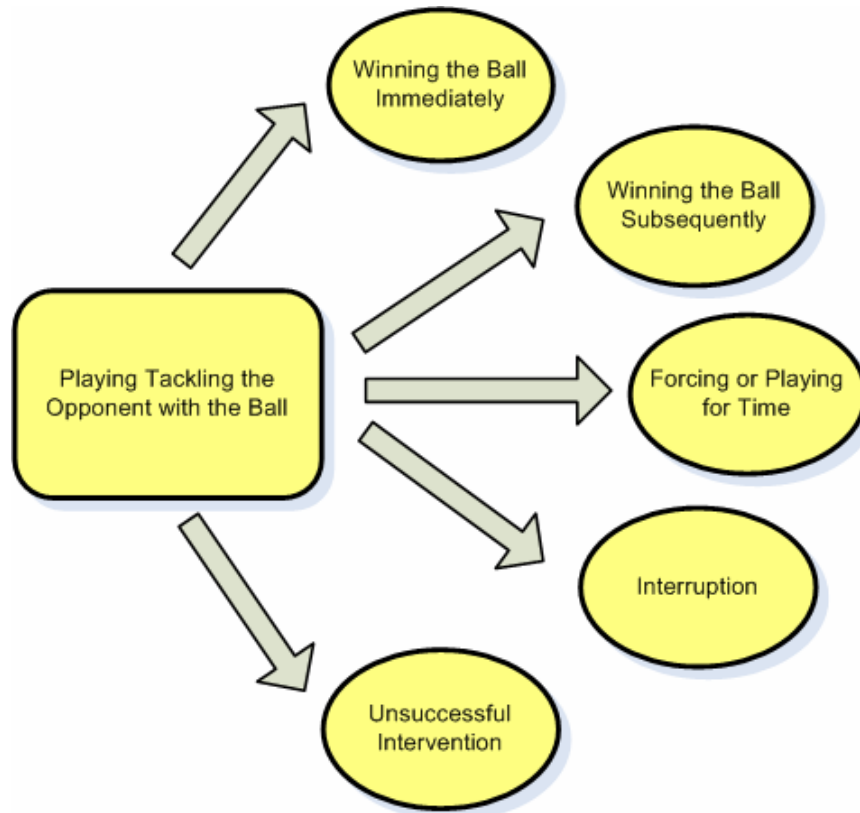 Winning the Ball
Immediately
Winning the Ball
Subsequently
Playing Tackling the
Opponent with the Ball
Forcing or Playing
for Time
Interruption
Unsuccessful
Intervention